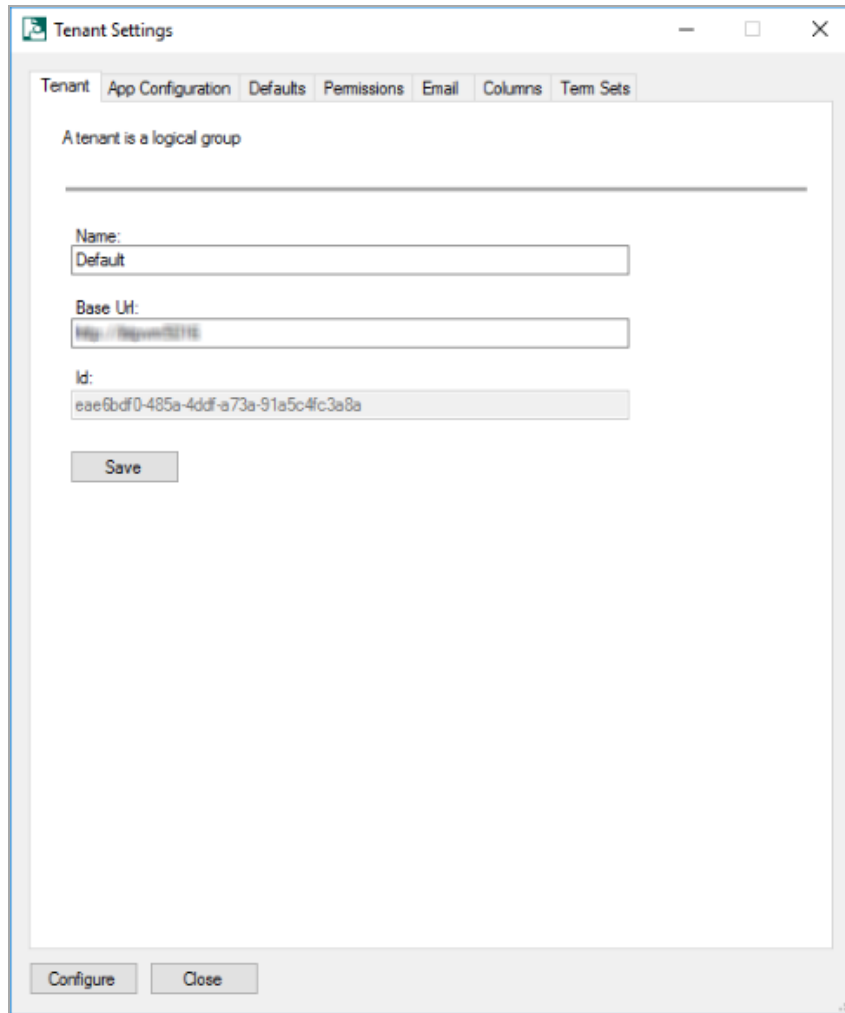 Tenant Settings
Tenant App Configuration Defaults Permissions Email Columns Term Sets
A tenant is a logical group
Name:
Default
Base Url:
Id:
eae6bdf0-485a-4ddf-a73a-91a5c4fc3a8a
Save
Configure Close